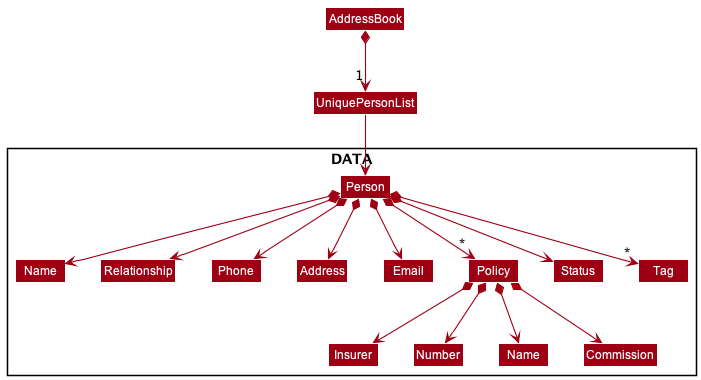 AddressBook
1
UniquePersonList
DATA
Person
* *
Name Relationship Phone Address Email Policy Status Tag
Insurer Number Name Commission